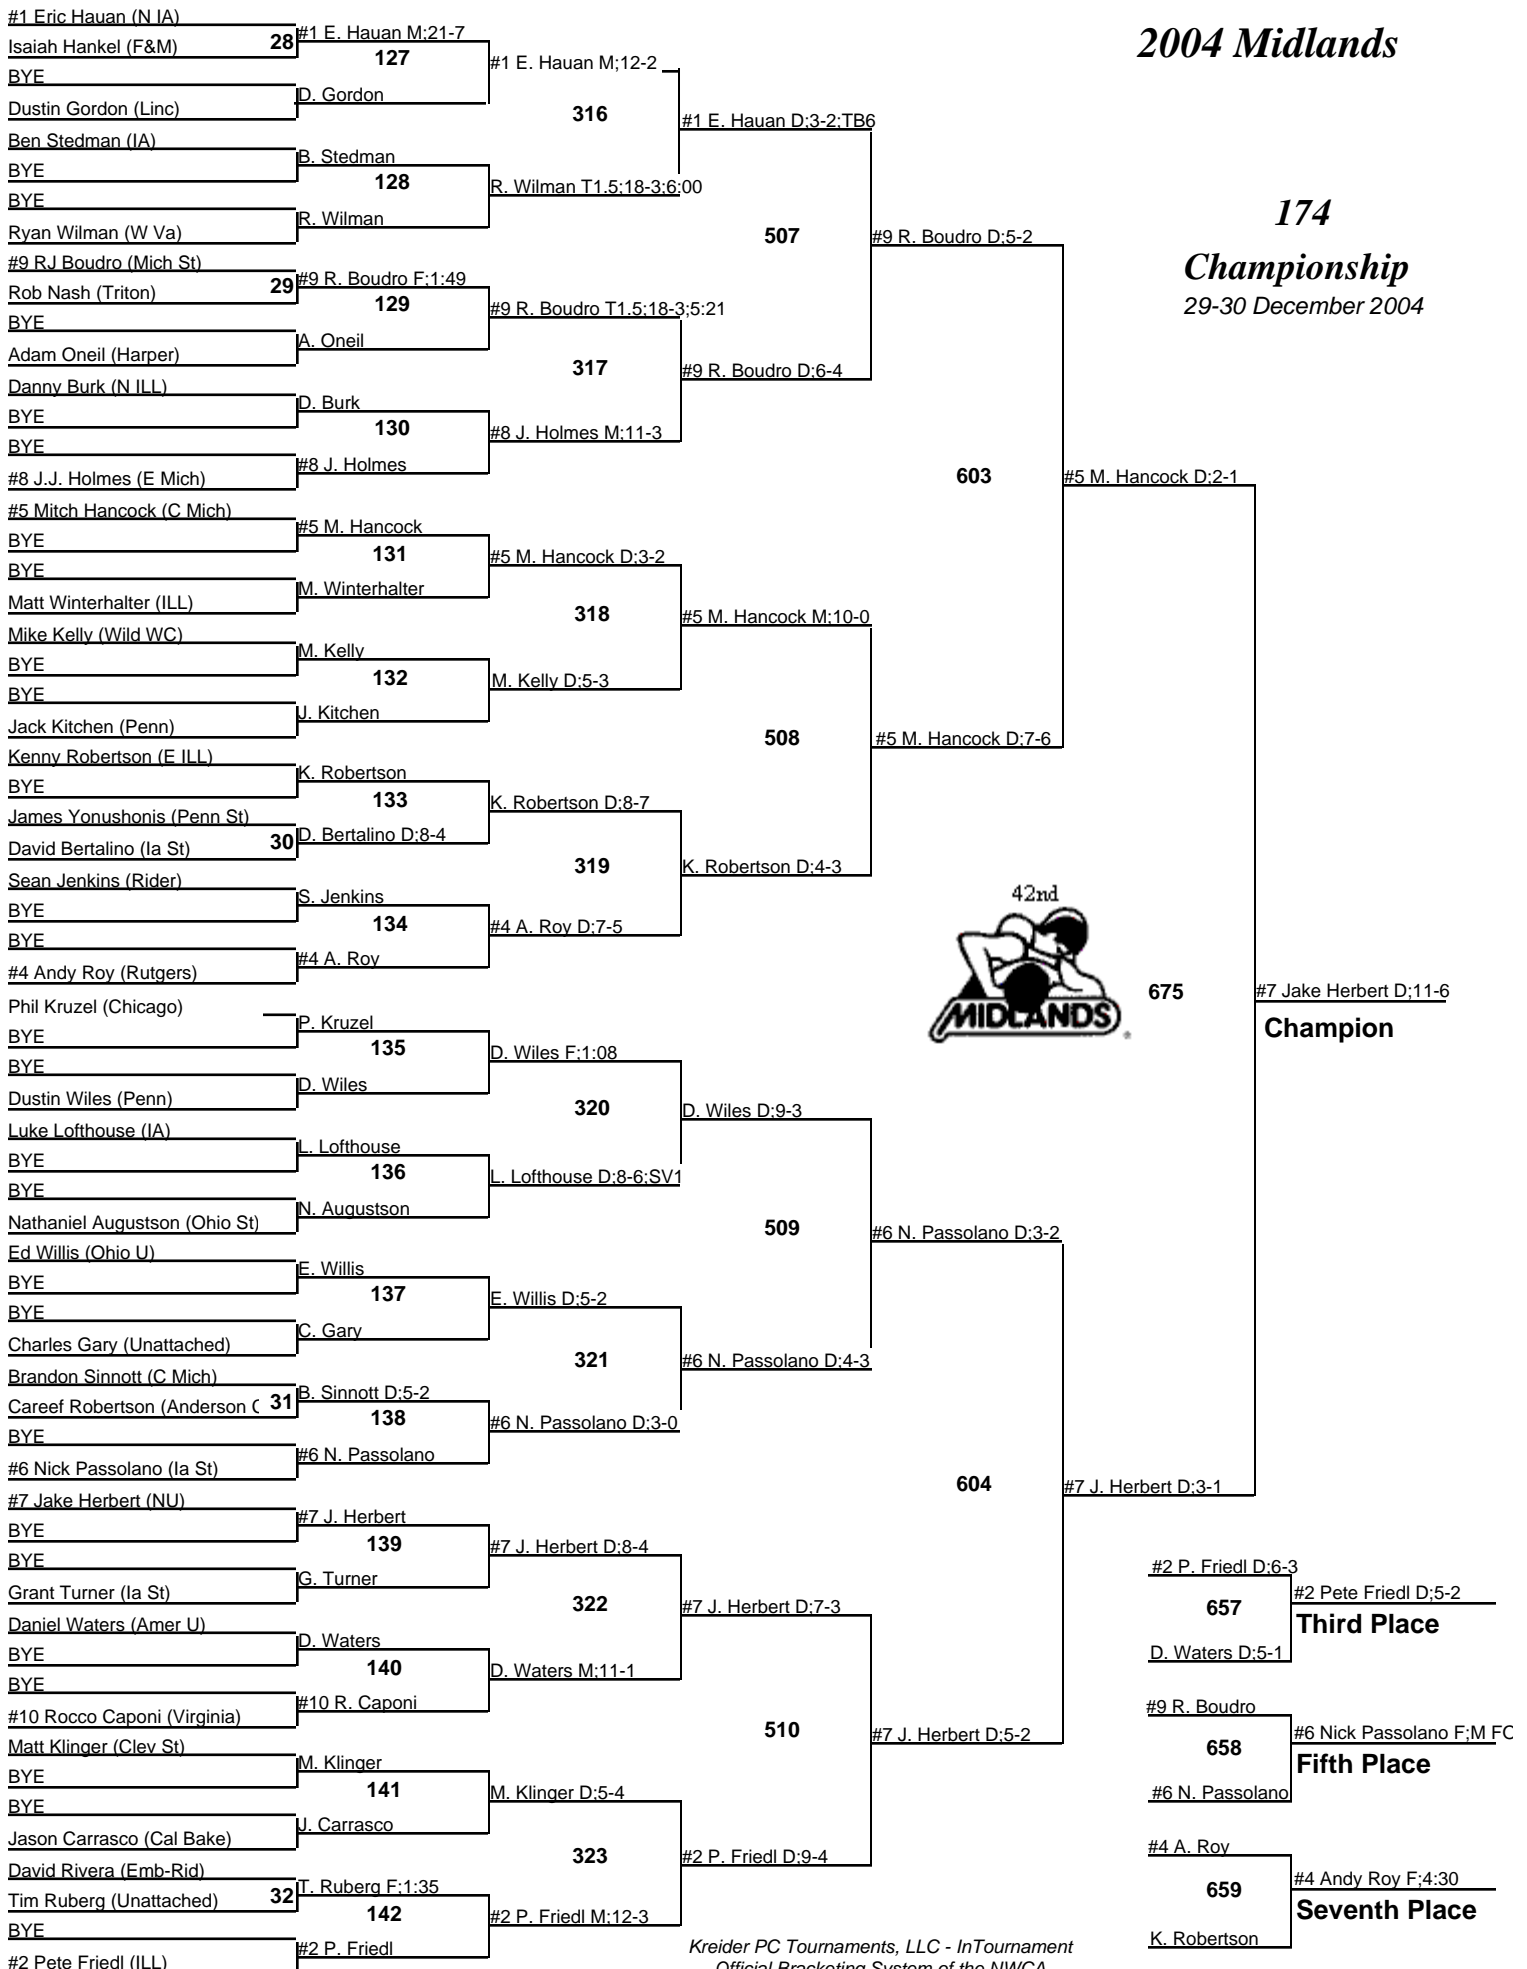 2004 Midlands
174
Championship
29-30 December 2004
#1 Eric Hauan (N IA)
Isaiah Hankel (F&M)
28
BYE
Dustin Gordon (Linc)
Ben Stedman (IA)
BYE
BYE
Ryan Wilman (W Va)
#9 RJ Boudro (Mich St)
Rob Nash (Triton)
29
BYE
Adam Oneil (Harper)
Danny Burk (N ILL)
BYE
BYE
#8 J.J. Holmes (E Mich)
#5 Mitch Hancock (C Mich)
BYE
BYE
Matt Winterhalter (ILL)
Mike Kelly (Wild WC)
BYE
BYE
Jack Kitchen (Penn)
Kenny Robertson (E ILL)
BYE
James Yonushonis (Penn St)
David Bertalino (Ia St)
30
Sean Jenkins (Rider)
BYE
BYE
#4 Andy Roy (Rutgers)
Phil Kruzel (Chicago)
BYE
BYE
Dustin Wiles (Penn)
Luke Lofthouse (IA)
BYE
BYE
Nathaniel Augustson (Ohio St)
Ed Willis (Ohio U)
BYE
BYE
Charles Gary (Unattached)
Brandon Sinnott (C Mich)
Careef Robertson (Anderson C
31
BYE
#6 Nick Passolano (Ia St)
#7 Jake Herbert (NU)
BYE
BYE
Grant Turner (Ia St)
Daniel Waters (Amer U)
BYE
BYE
#10 Rocco Caponi (Virginia)
Matt Klinger (Clev St)
BYE
BYE
Jason Carrasco (Cal Bake)
David Rivera (Emb-Rid)
Tim Ruberg (Unattached)
32
BYE
#2 Pete Friedl (ILL)
#1 E. Hauan M;21-7
127
D. Gordon
B. Stedman
128
R. Wilman
#9 R. Boudro F;1:49
129
A. Oneil
D. Burk
130
#8 J. Holmes
#5 M. Hancock
131
M. Winterhalter
M. Kelly
132
J. Kitchen
K. Robertson
133
D. Bertalino D;8-4
S. Jenkins
134
#4 A. Roy
P. Kruzel
135
D. Wiles
L. Lofthouse
136
N. Augustson
E. Willis
137
C. Gary
B. Sinnott D;5-2
138
#6 N. Passolano
#7 J. Herbert
139
G. Turner
D. Waters
140
#10 R. Caponi
M. Klinger
141
J. Carrasco
T. Ruberg F;1:35
142
#2 P. Friedl
#1 E. Hauan M;12-2
316
R. Wilman T1.5;18-3;6:00
#9 R. Boudro T1.5;18-3;5:21
317
#8 J. Holmes M;11-3
#5 M. Hancock D;3-2
318
M. Kelly D;5-3
K. Robertson D;8-7
319
#4 A. Roy D;7-5
D. Wiles F;1:08
320
L. Lofthouse D;8-6;SV1
E. Willis D;5-2
321
#6 N. Passolano D;3-0
#7 J. Herbert D;8-4
322
D. Waters M;11-1
M. Klinger D;5-4
323
#2 P. Friedl M;12-3
#1 E. Hauan D;3-2;TB6
507
#9 R. Boudro D;6-4
#5 M. Hancock M;10-0
508
K. Robertson D;4-3
D. Wiles D;9-3
509
#6 N. Passolano D;4-3
#7 J. Herbert D;7-3
510
#2 P. Friedl D;9-4
#9 R. Boudro D;5-2
603
#5 M. Hancock D;7-6
#6 N. Passolano D;3-2
604
#7 J. Herbert D;5-2
#5 M. Hancock D;2-1
42nd
MIDLANDS
®
675
#7 J. Herbert D;3-1
#7 Jake Herbert D;11-6
Champion
#2 P. Friedl D;6-3
657
D. Waters D;5-1
#2 Pete Friedl D;5-2
Third Place
#9 R. Boudro
658
#6 N. Passolano
#6 Nick Passolano F;M FO
Fifth Place
#4 A. Roy
659
K. Robertson
#4 Andy Roy F;4:30
Seventh Place
Kreider PC Tournaments, LLC - InTournament
Official Bracketing System of the NWCA